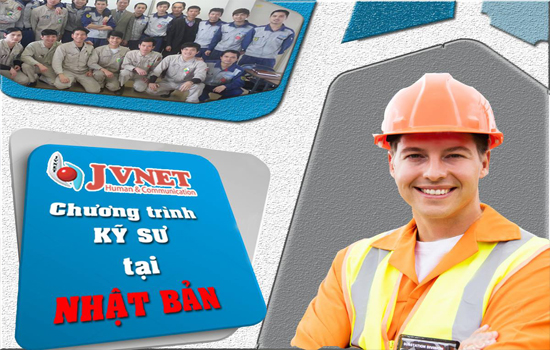 JVNET
Human & Communication
Chương trình
KỸ SƯ
tại
NHẬT BẢN